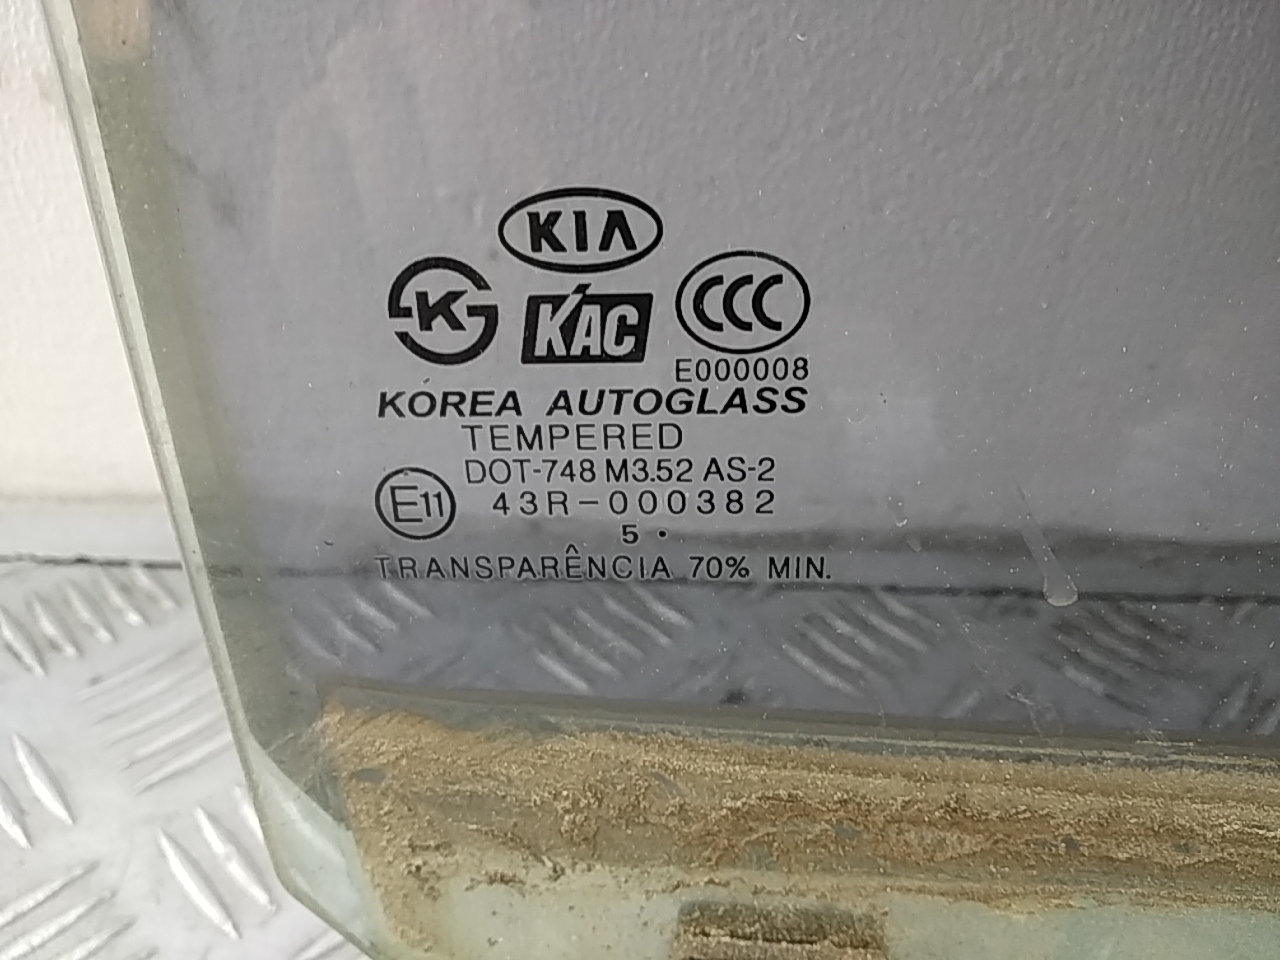 KIA
K
KAC
CCC
E000008
KOREA AUTOGLASS
TEMPERED
DOT-748 M3.52 AS-2
E11 43R-000382
5 •
TRANSPARÊNCIA 70% MIN.